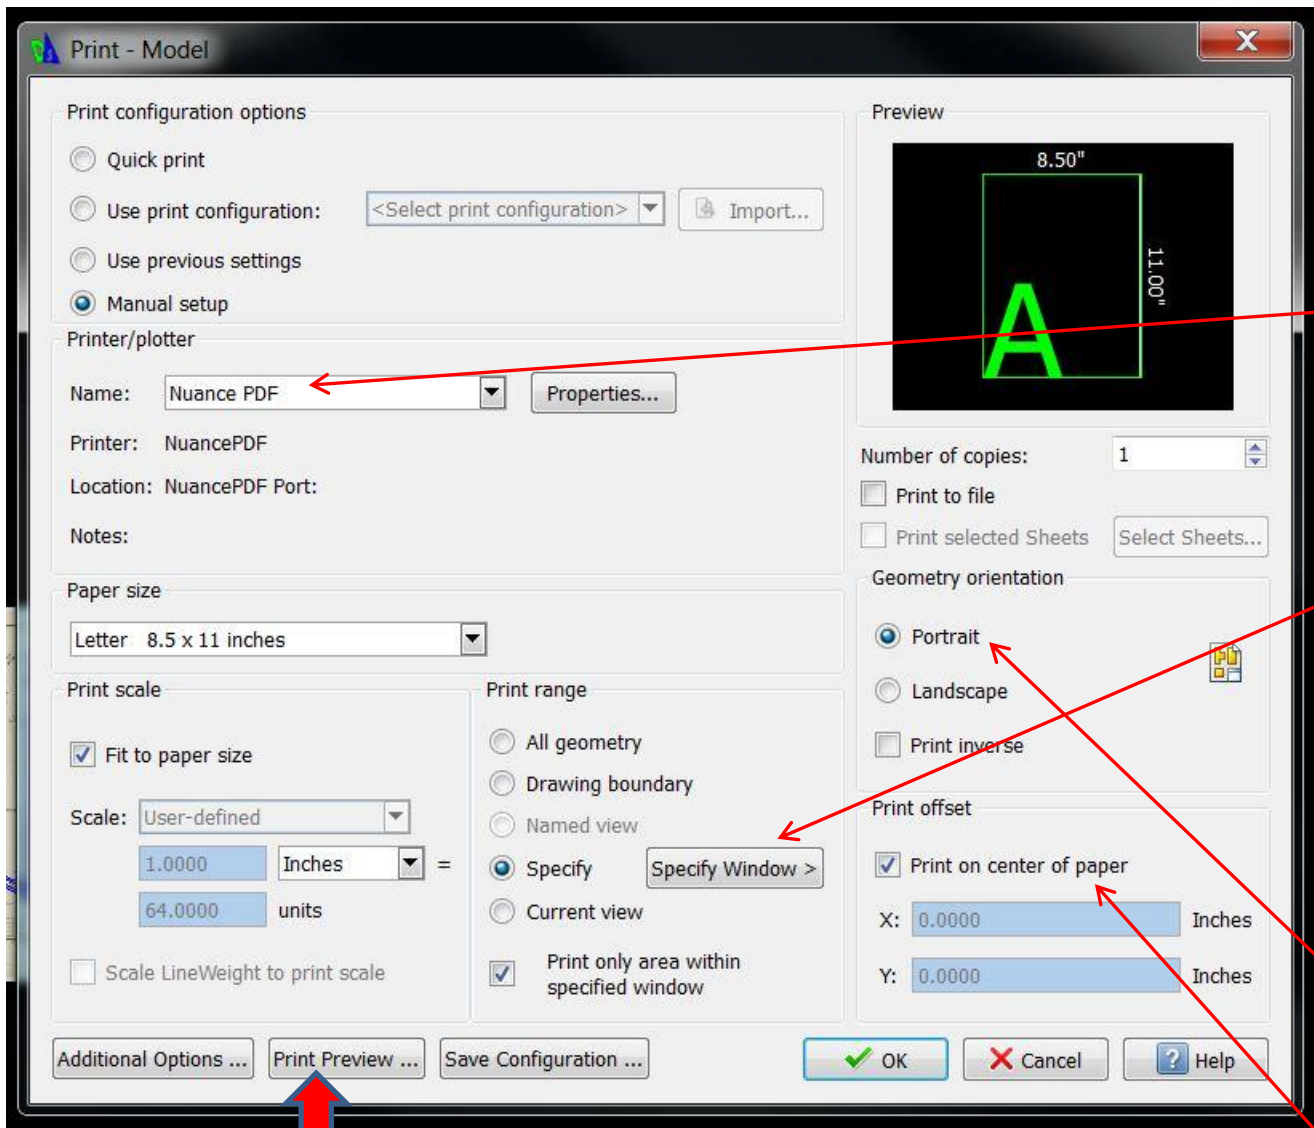 Print - Model
X
Print configuration options
Quick print
Use print configuration: <Select print configuration> Import...
Use previous settings
Manual setup
Printer/plotter
Name: Nuance PDF Properties...
Printer: NuancePDF
Location: NuancePDF Port:
Notes:
Paper size
Letter 8.5 x 11 inches
Print scale
Fit to paper size
Scale: User-defined
1.0000 Inches =
64.0000 units
Scale LineWeight to print scale
Print range
All geometry
Drawing boundary
Named view
Specify Specify Window >
Current view
Print only area within
specified window
Preview
8.50"
11.00"
A
Number of copies: 1
Print to file
Print selected Sheets Select Sheets...
Geometry orientation
Portrait
Landscape
Print inverse
Print offset
Print on center of paper
X: 0.0000 Inches
Y: 0.0000 Inches
Additional Options ... Print Preview ... Save Configuration ... OK Cancel ? Help